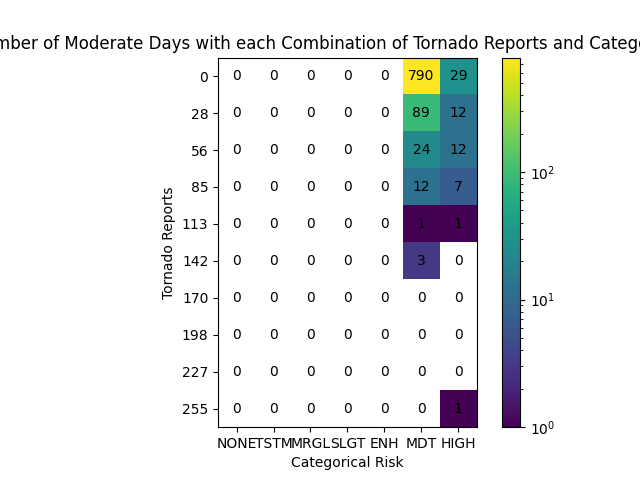 mber of Moderate Days with each Combination of Tornado Reports and Catego
0 0 0 0 0 0 790 29
28 0 0 0 0 0 89 12
56 0 0 0 0 0 24 12
85 0 0 0 0 0 12 7
113 0 0 0 0 0 1 1
142 0 0 0 0 0 3 0
170 0 0 0 0 0 0 0
198 0 0 0 0 0 0 0
227 0 0 0 0 0 0 0
255 0 0 0 0 0 0 1
NONE TSTM MRGL SLGT ENH MDT HIGH
Categorical Risk
Tornado Reports
10²
10¹
10⁰